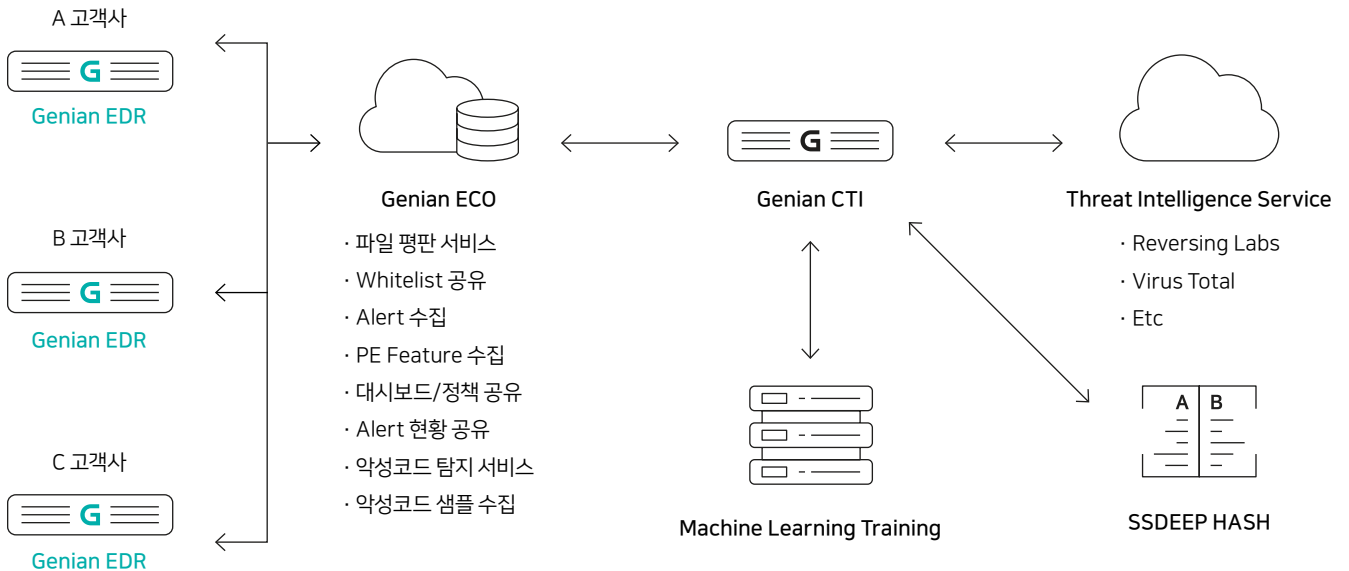 A 고객사
G
Genian EDR
B 고객사
G
Genian EDR
C 고객사
G
Genian EDR
Genian ECO
· 파일 평판 서비스
· Whitelist 공유
· Alert 수집
· PE Feature 수집
· 대시보드/정책 공유
· Alert 현황 공유
· 악성코드 탐지 서비스
· 악성코드 샘플 수집
G
Genian CTI
Machine Learning Training
Threat Intelligence Service
· Reversing Labs
· Virus Total
· Etc
A B
SSDEEP HASH